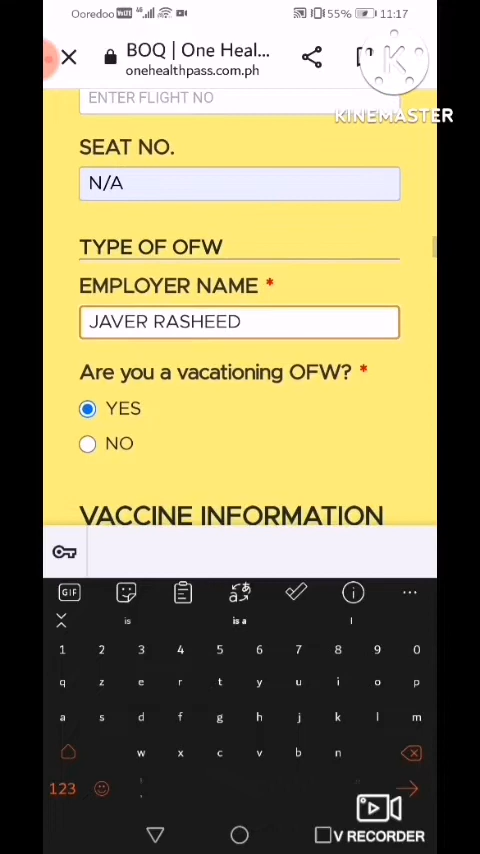 Ooredoo VoWiFi 4G 55% 11:17
BOQ | One Heal...
onehealthpass.com.ph
K
KINEMASTER
ENTER FLIGHT NO
SEAT NO.
N/A
TYPE OF OFW
EMPLOYER NAME *
JAVER RASHEED
Are you a vacationing OFW? *
YES
NO
VACCINE INFORMATION
GIF
is is a I
1 2 3 4 5 6 7 8 9 0
q z e r t y u i o p
a s d f g h j k l m
w x c v b n
123 ! , "
V RECORDER